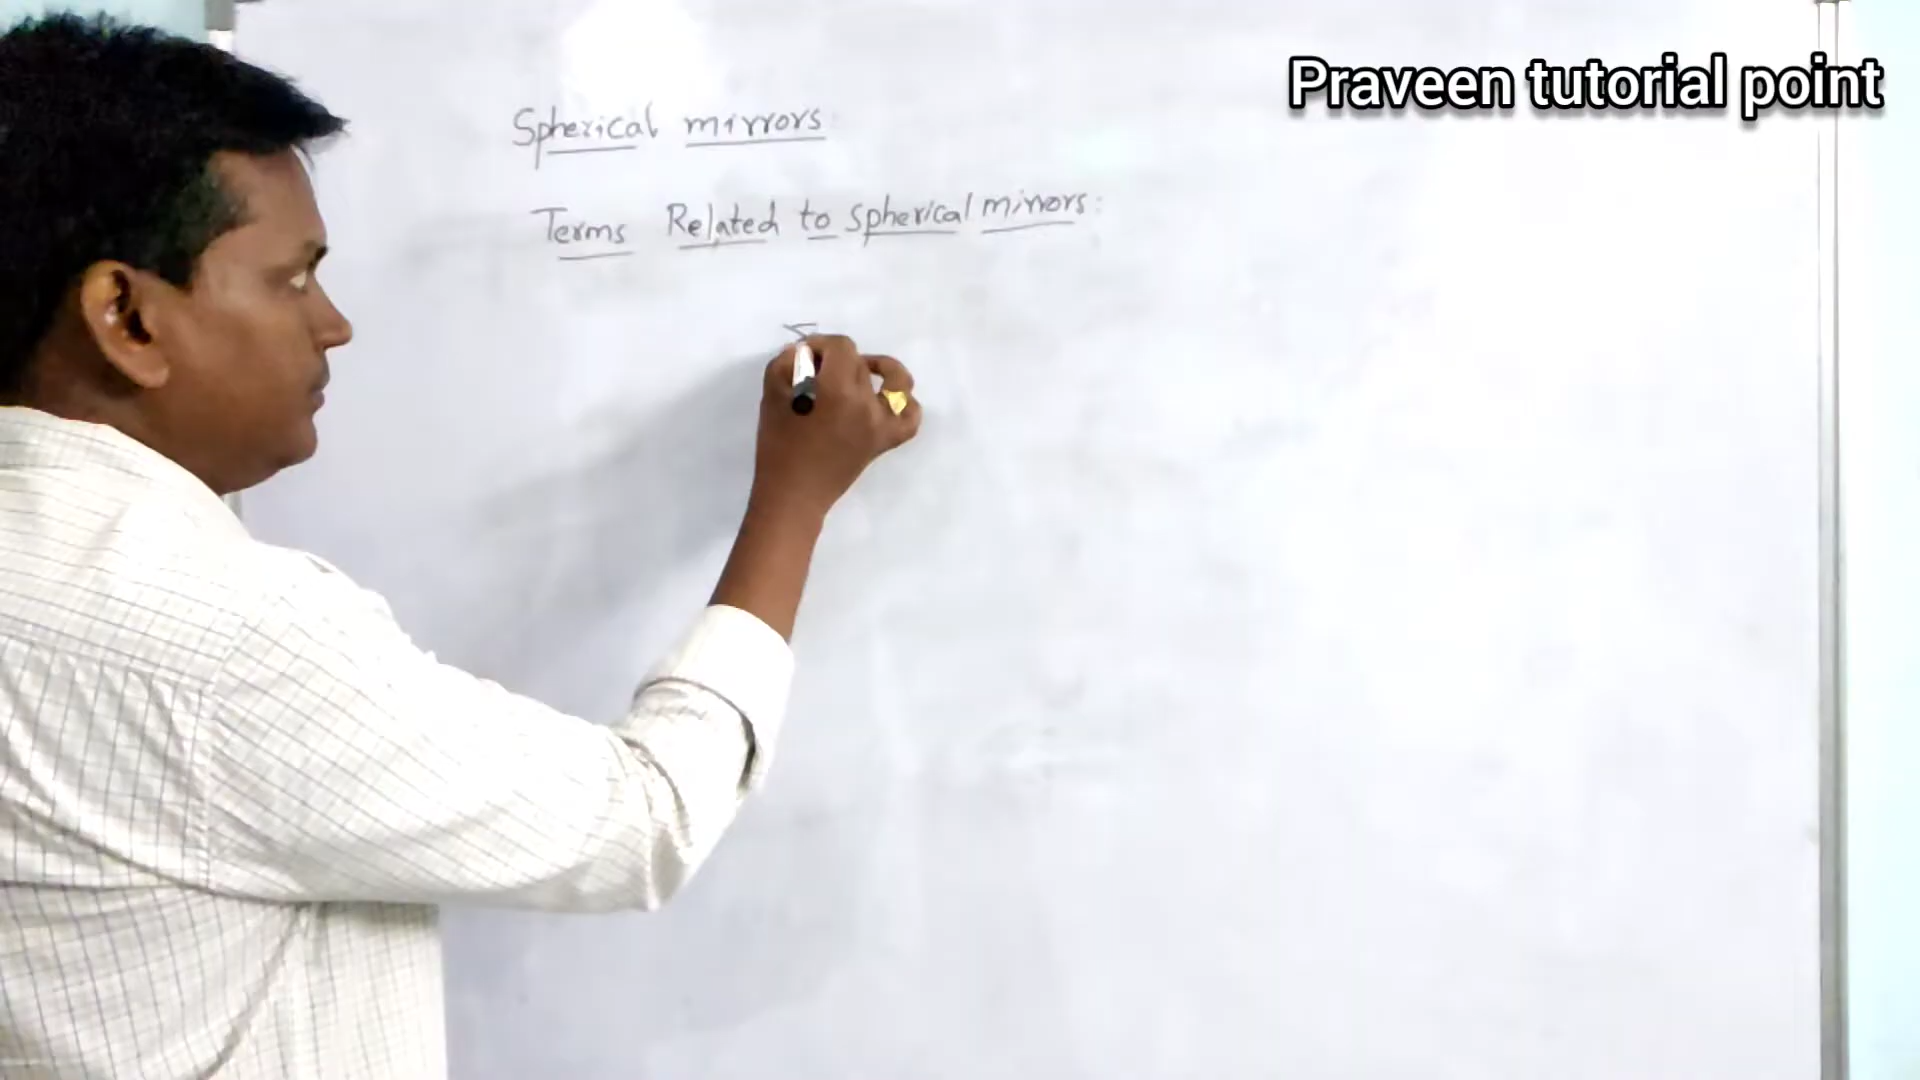 Praveen tutorial point
Spherical mirrors
Terms Related to spherical mirrors: